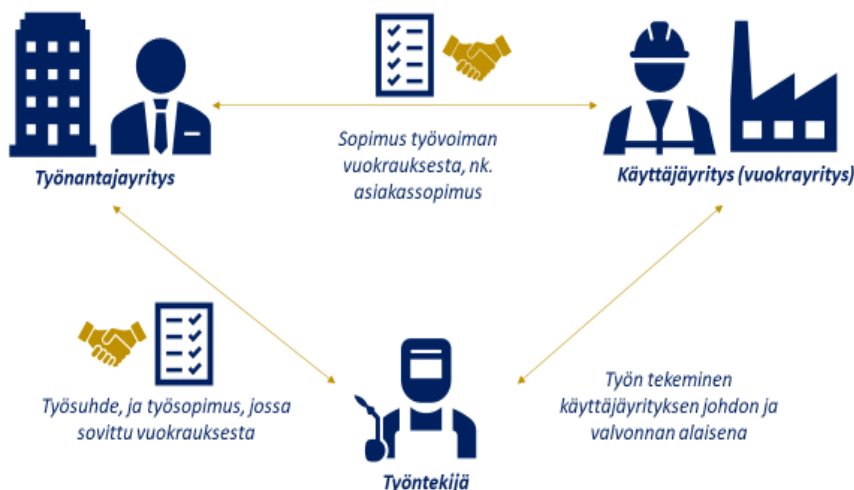 Sopimus työvoiman
vuokrauksesta, nk.
asiakassopimus
Työnantajayritys
Käyttäjäyritys (vuokrayritys)
Työsuhde, ja työsopimus, jossa
sovittu vuokrauksesta
Työn tekeminen
käyttäjäyrityksen johdon ja
valvonnan alaisena
Työntekijä